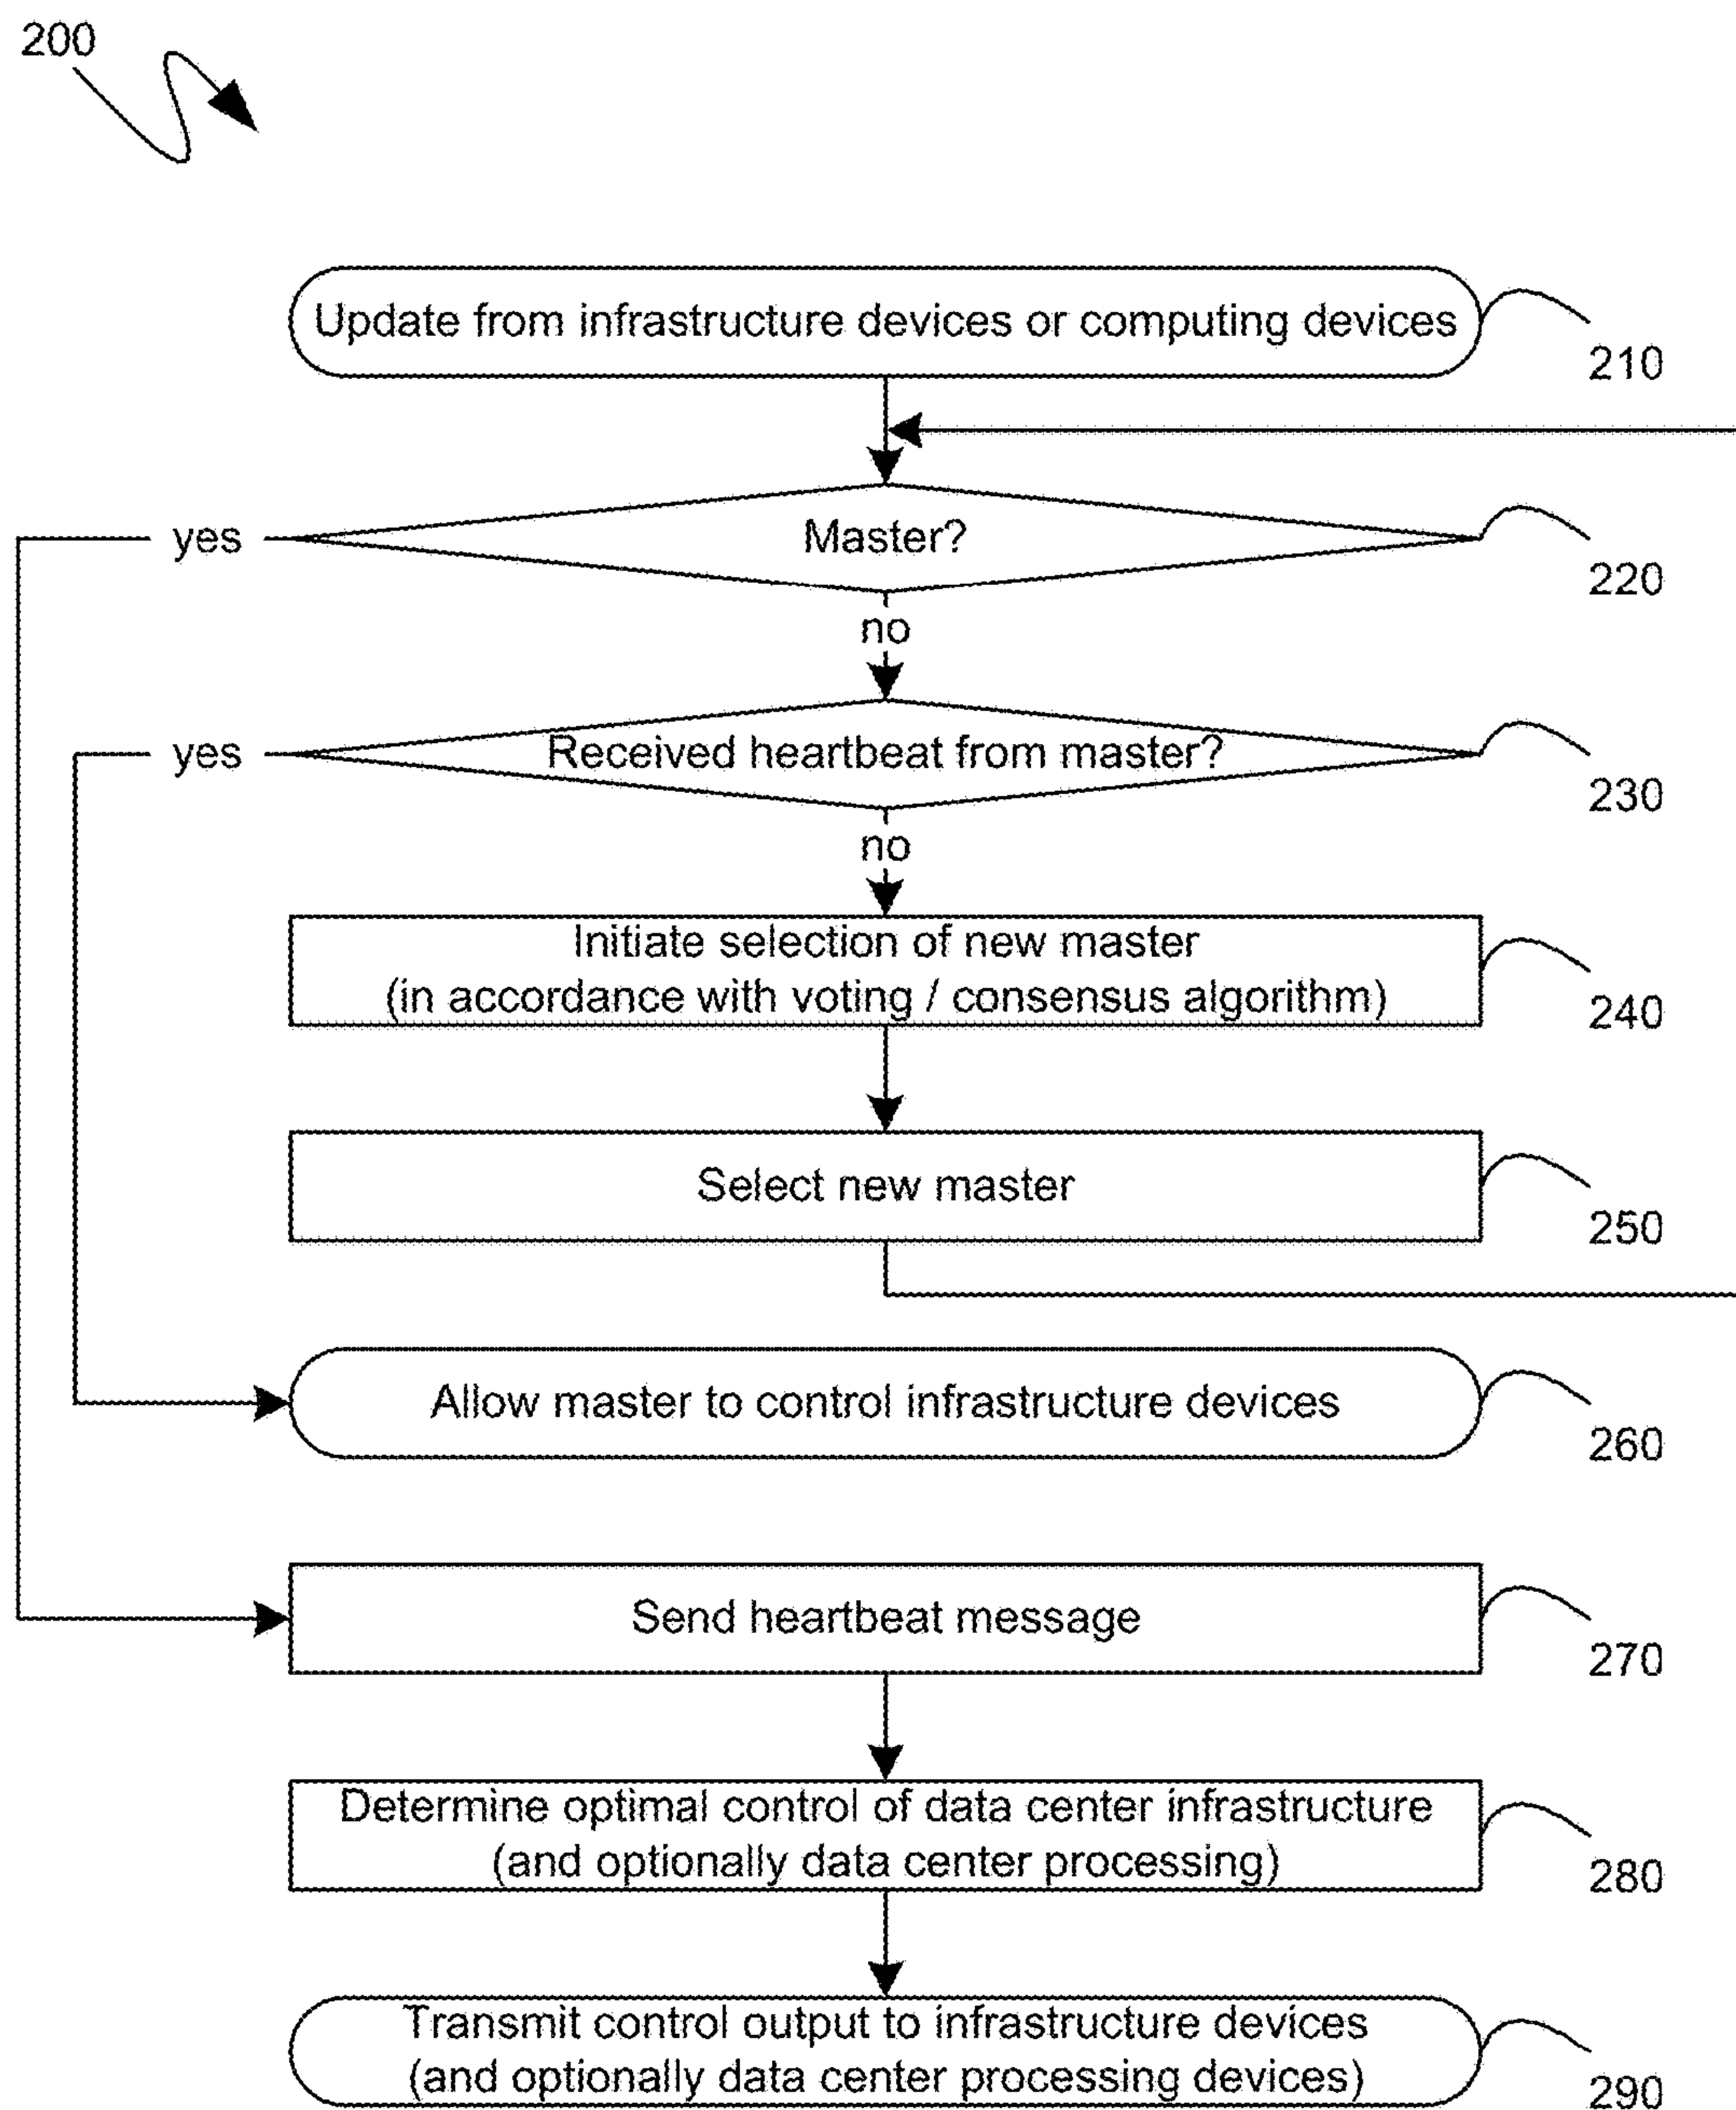 200
Update from infrastructure devices or computing devices
210
Master?
yes
220
no
Received heartbeat from master?
yes
230
no
Initiate selection of new master
(in accordance with voting / consensus algorithm)
240
Select new master
250
Allow master to control infrastructure devices
260
Send heartbeat message
270
Determine optimal control of data center infrastructure
(and optionally data center processing)
280
Transmit control output to infrastructure devices
(and optionally data center processing devices)
290